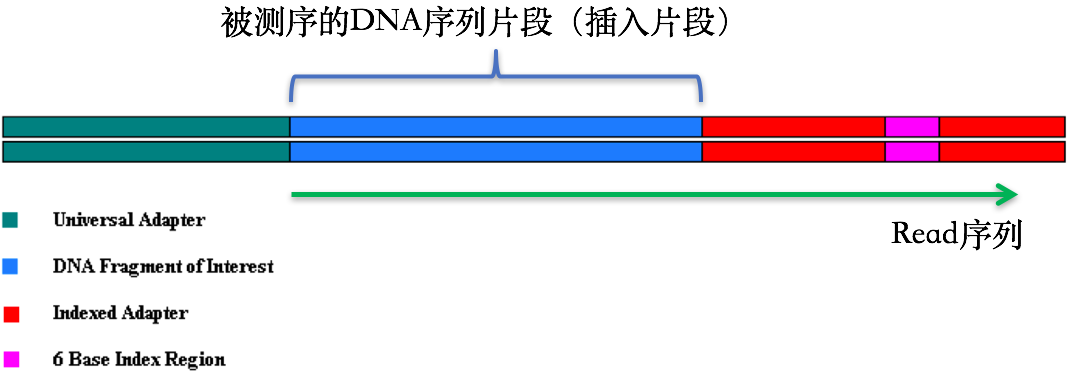 被测序的DNA序列片段（插入片段）
Read序列
Universal Adapter
DNA Fragment of Interest
Indexed Adapter
6 Base Index Region